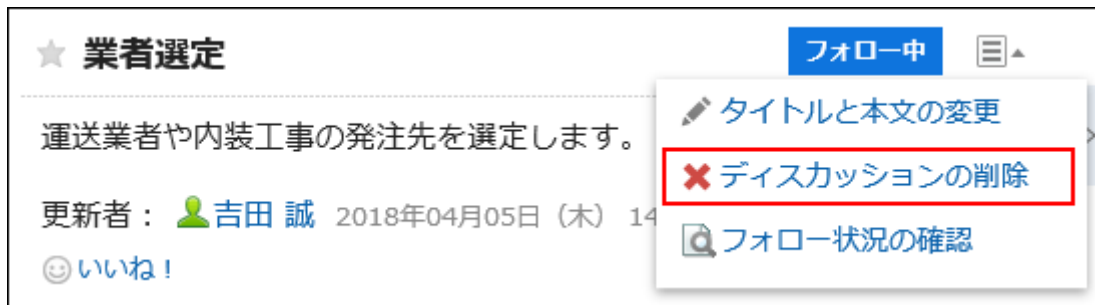 業者選定
フォロー中
タイトルと本文の変更
運送業者や内装工事の発注先を選定します。
ディスカッションの削除
更新者： 吉田 誠 2018年04月05日（木） 14
フォロー状況の確認
いいね！